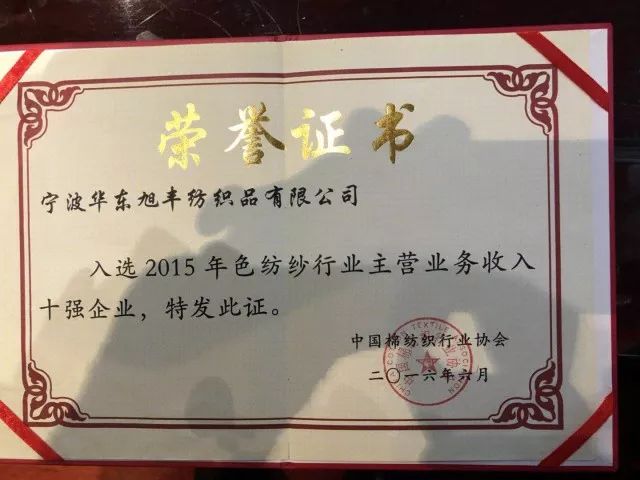 荣誉证书
宁波华东旭丰纺织品有限公司
入选2015年色纺纱行业主营业务收入
十强企业，特发此证。
中国棉纺织行业协会
二〇一六年六月